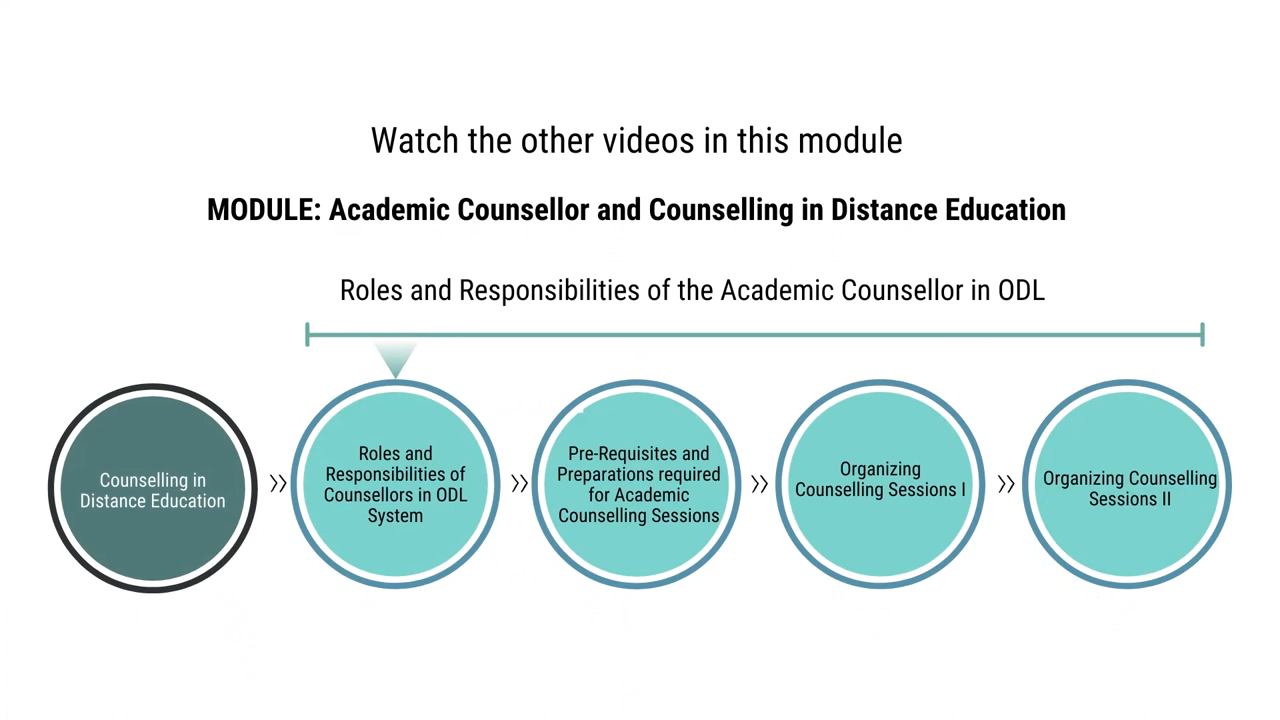 Watch the other videos in this module
MODULE: Academic Counsellor and Counselling in Distance Education
Roles and Responsibilities of the Academic Counsellor in ODL
Counselling in
Distance Education
Roles and
Responsibilities of
Counsellors in ODL
System
Pre-Requisites and
Preparations required
for Academic
Counselling Sessions
Organizing
Counselling Sessions I
Organizing Counselling
Sessions II